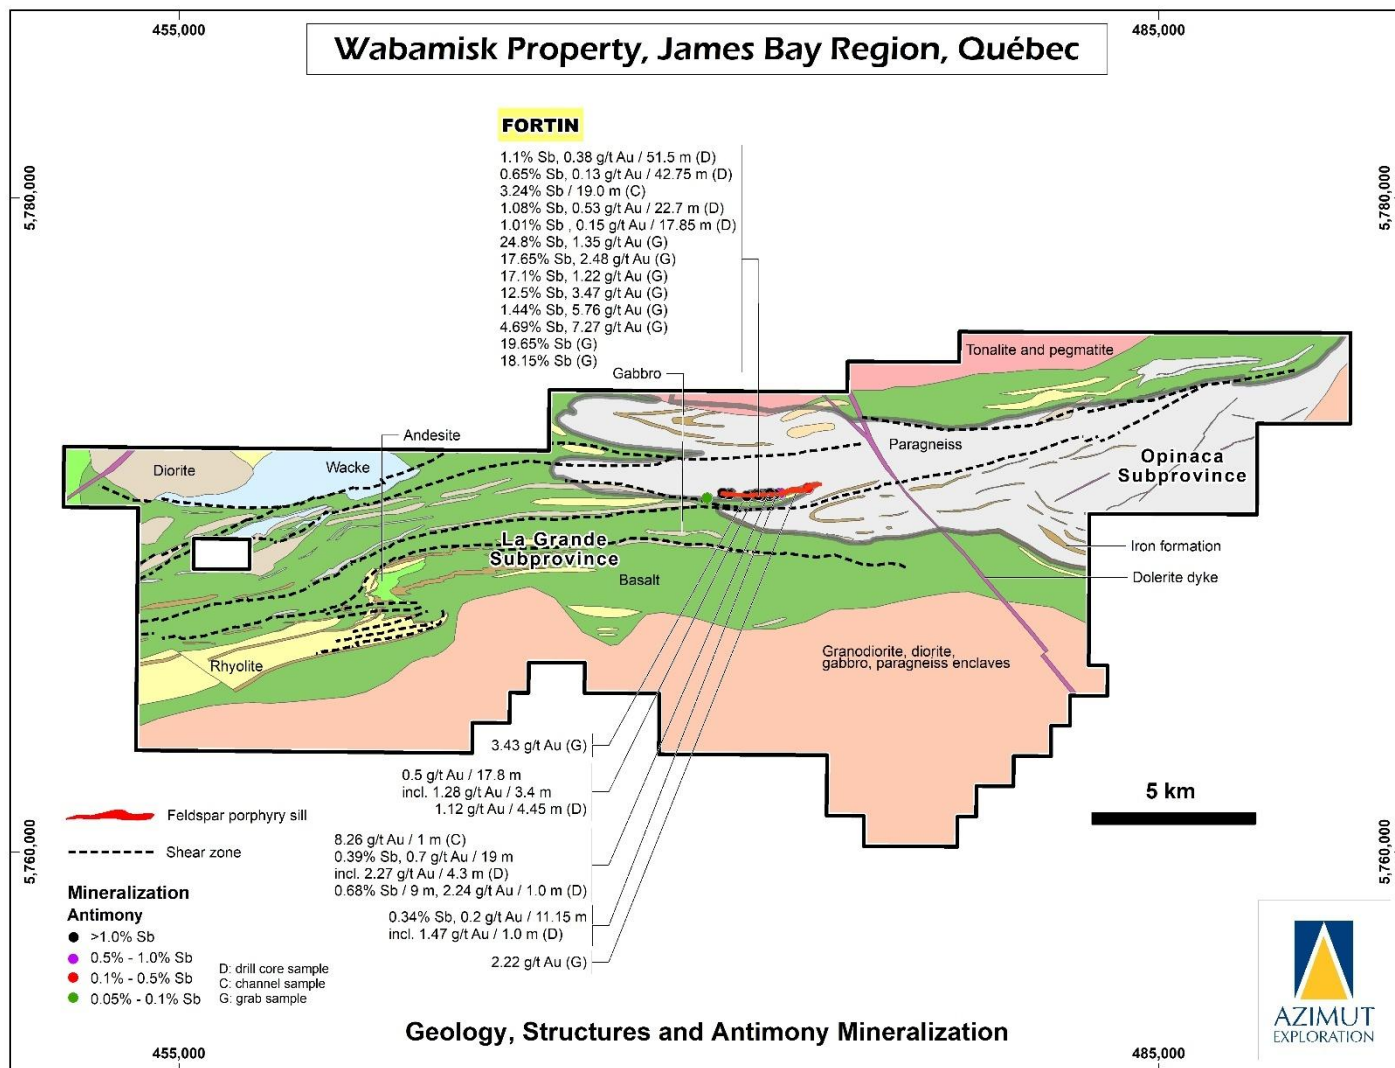 455,000
485,000
Wabamisk Property, James Bay Region, Québec
5,780,000
5,780,000
FORTIN
1.1% Sb, 0.38 g/t Au / 51.5 m (D)
0.65% Sb, 0.13 g/t Au / 42.75 m (D)
3.24% Sb / 19.0 m (C)
1.08% Sb, 0.53 g/t Au / 22.7 m (D)
1.01% Sb , 0.15 g/t Au / 17.85 m (D)
24.8% Sb, 1.35 g/t Au (G)
17.65% Sb, 2.48 g/t Au (G)
17.1% Sb, 1.22 g/t Au (G)
12.5% Sb, 3.47 g/t Au (G)
1.44% Sb, 5.76 g/t Au (G)
4.69% Sb, 7.27 g/t Au (G)
19.65% Sb (G)
18.15% Sb (G)
Tonalite and pegmatite
Gabbro
Andesite
Paragneiss
Diorite
Wacke
Opinaca
Subprovince
La Grande
Subprovince
Iron formation
Basalt
Dolerite dyke
Rhyolite
Granodiorite, diorite,
gabbro, paragneiss enclaves
3.43 g/t Au (G)
0.5 g/t Au / 17.8 m
incl. 1.28 g/t Au / 3.4 m
1.12 g/t Au / 4.45 m (D)
8.26 g/t Au / 1 m (C)
0.39% Sb, 0.7 g/t Au / 19 m
incl. 2.27 g/t Au / 4.3 m (D)
0.68% Sb / 9 m, 2.24 g/t Au / 1.0 m (D)
0.34% Sb, 0.2 g/t Au / 11.15 m
incl. 1.47 g/t Au / 1.0 m (D)
2.22 g/t Au (G)
5 km
5,760,000
5,760,000
Feldspar porphyry sill
Shear zone
Mineralization
Antimony
>1.0% Sb
0.5% - 1.0% Sb
0.1% - 0.5% Sb
0.05% - 0.1% Sb
D: drill core sample
C: channel sample
G: grab sample
Geology, Structures and Antimony Mineralization
AZIMUT
EXPLORATION
455,000
485,000